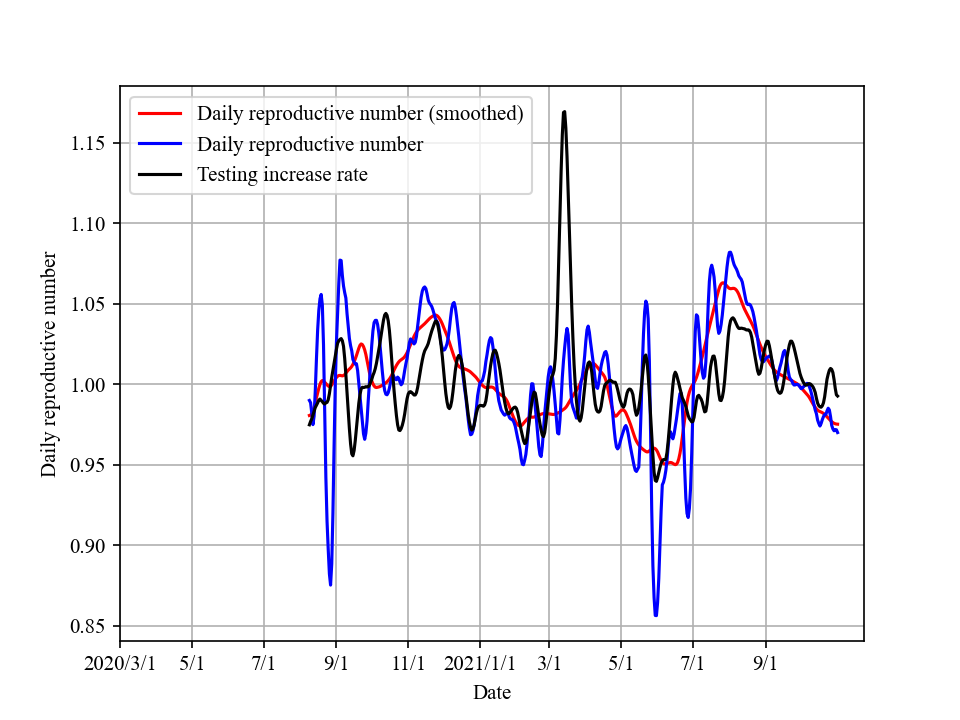 Daily reproductive number (smoothed)
Daily reproductive number
Testing increase rate
Daily reproductive number
1.15
1.10
1.05
1.00
0.95
0.90
0.85
2020/3/1 5/1 7/1 9/1 11/1 2021/1/1 3/1 5/1 7/1 9/1
Date